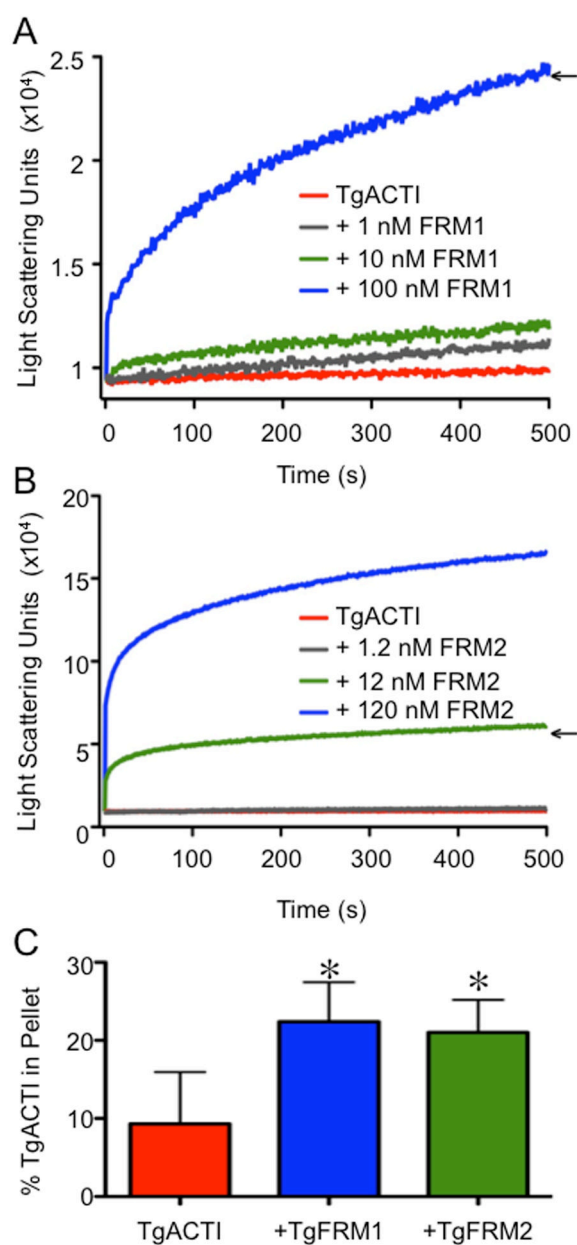 A
Light Scattering Units (x10⁴)
2.5
2
1.5
1
TgACTI
+ 1 nM FRM1
+ 10 nM FRM1
+ 100 nM FRM1
0 100 200 300 400 500
Time (s)
B
Light Scattering Units (x10⁴)
20
15
10
5
0
TgACTI
+ 1.2 nM FRM2
+ 12 nM FRM2
+ 120 nM FRM2
0 100 200 300 400 500
Time (s)
C
% TgACTI in Pellet
30
20
10
0
* *
TgACTI +TgFRM1 +TgFRM2